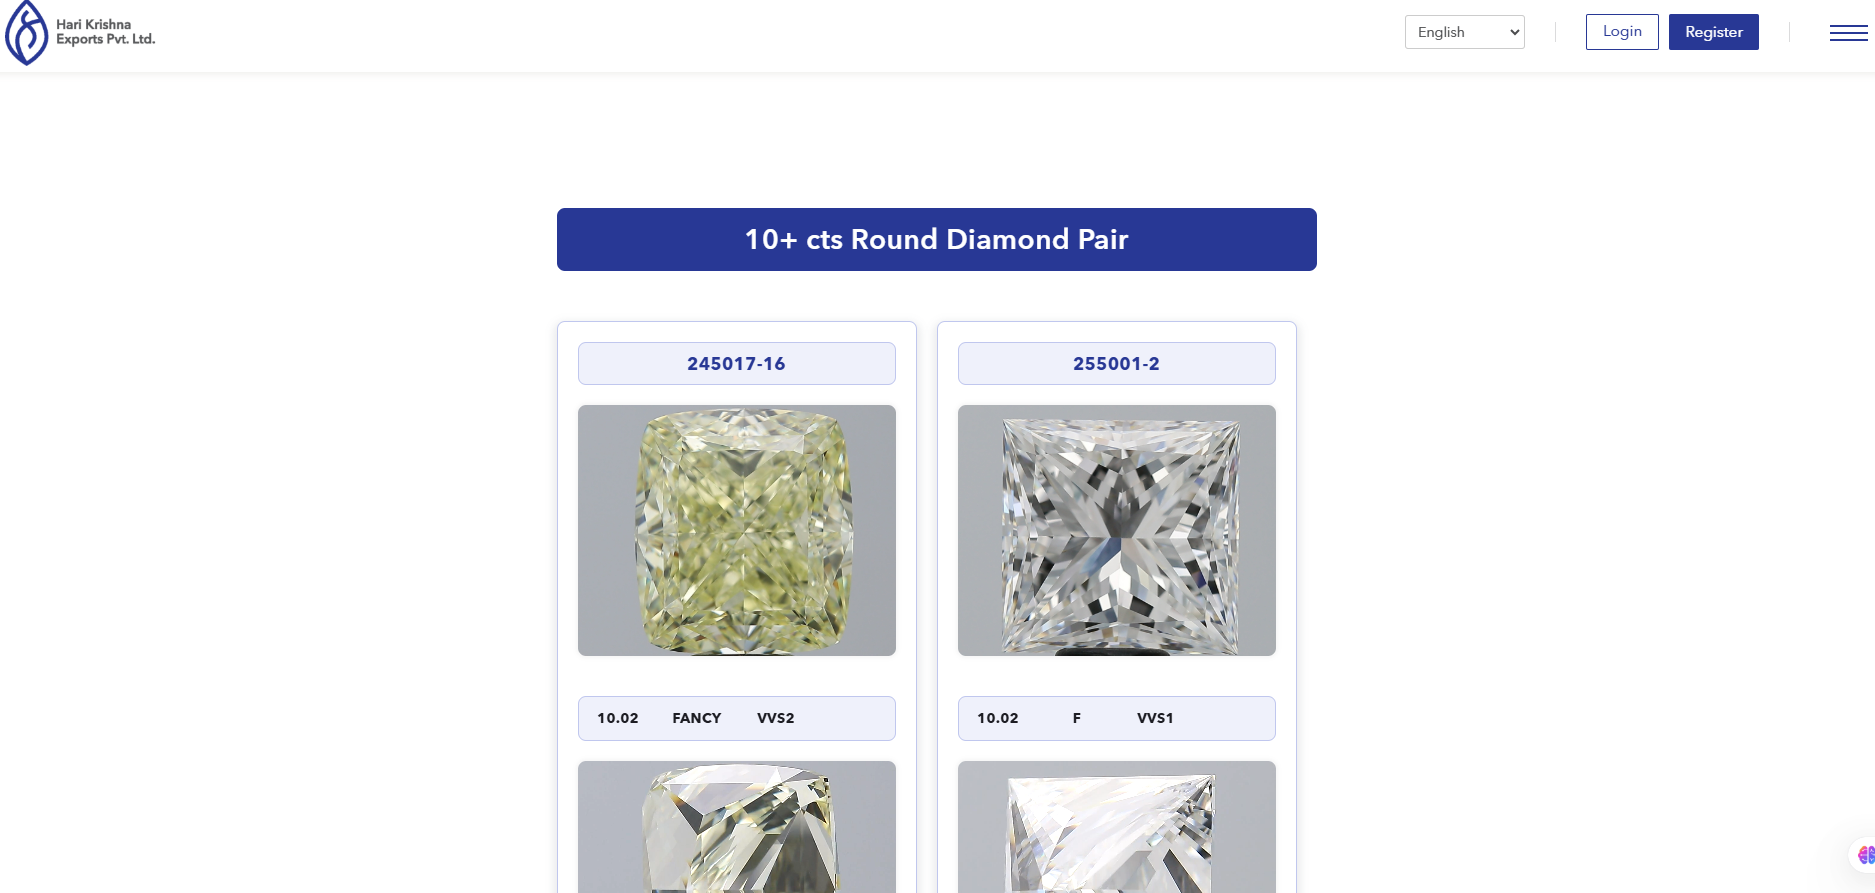 Hari Krishna
Exports Pvt. Ltd.
English
Login
Register
10+ cts Round Diamond Pair
245017-16
255001-2
10.02 FANCY VVS2
10.02 F VVS1